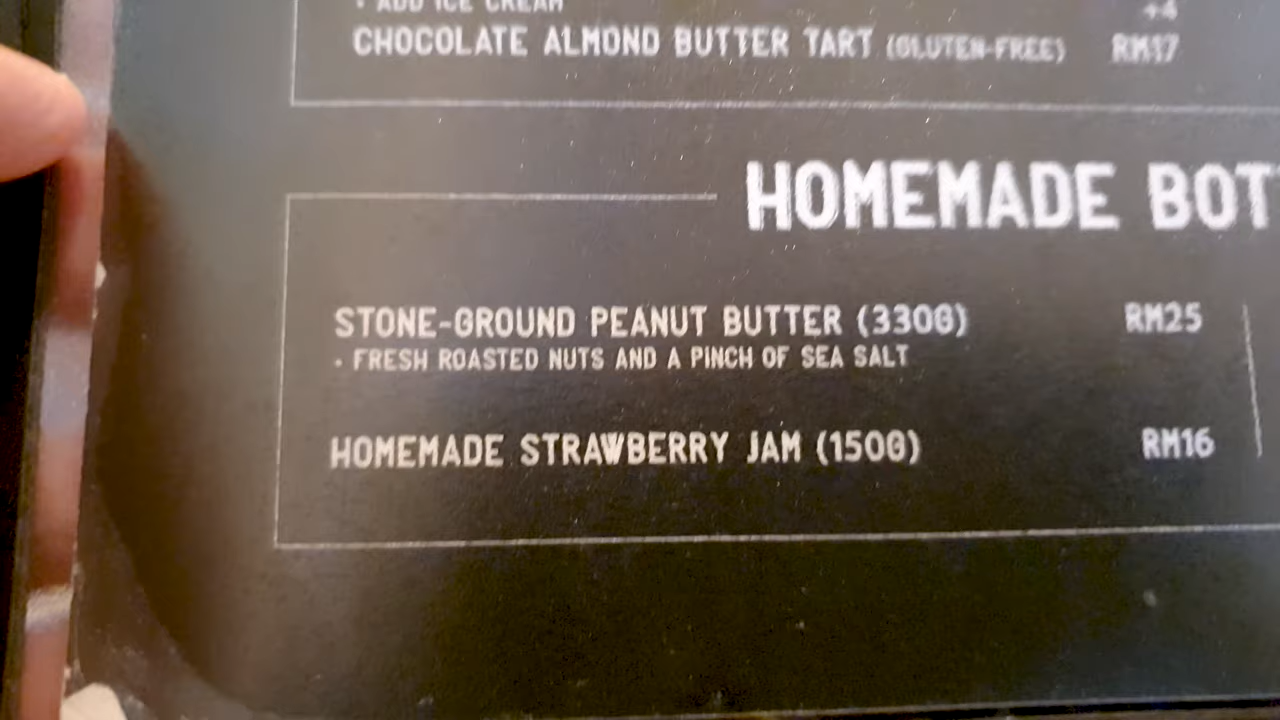 • ADD ICE CREAM +4
CHOCOLATE ALMOND BUTTER TART (GLUTEN-FREE) RM17
HOMEMADE BOT
STONE-GROUND PEANUT BUTTER (330G) RM25
• FRESH ROASTED NUTS AND A PINCH OF SEA SALT
HOMEMADE STRAWBERRY JAM (150G) RM16